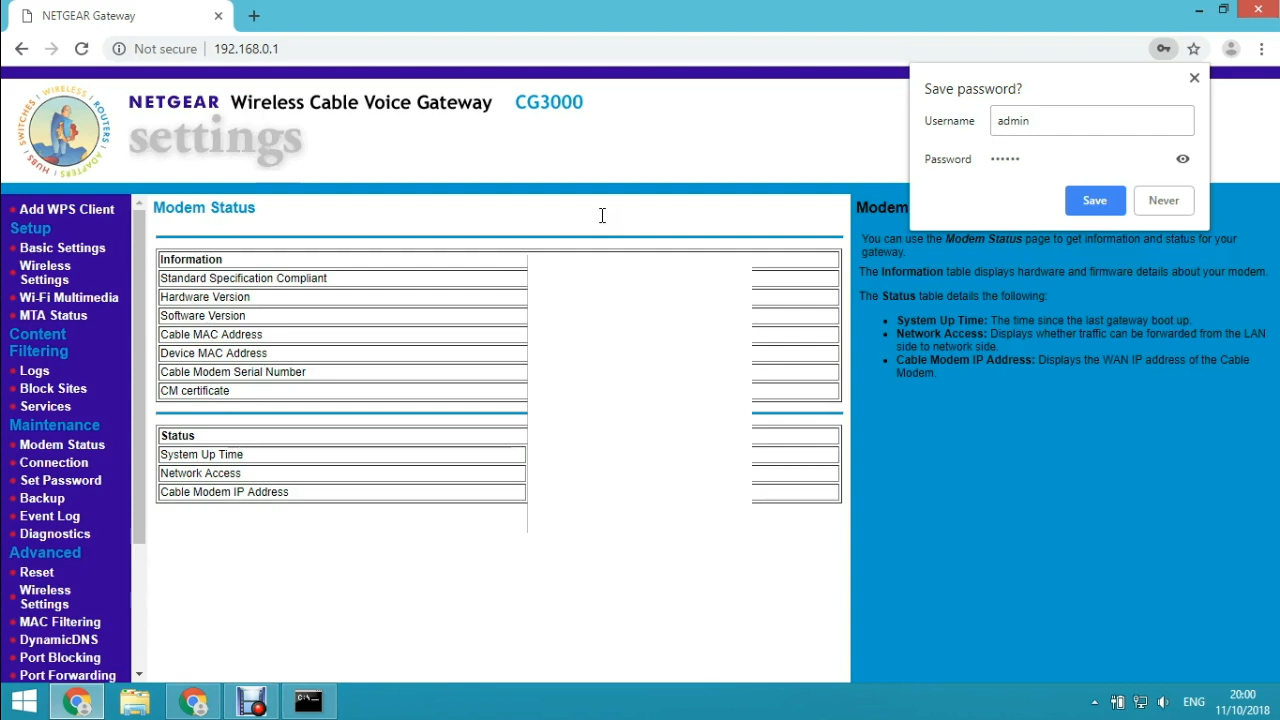 NETGEAR Gateway
Not secure
192.168.0.1
SWITCHES WIRELESS ROUTERS ADAPTERS HUBS
NETGEAR Wireless Cable Voice Gateway CG3000
settings
Save password?
Username
admin
Password
••••••
Save
Never
Add WPS Client
Setup
Basic Settings
Wireless
Settings
Wi-Fi Multimedia
MTA Status
Content
Filtering
Logs
Block Sites
Services
Maintenance
Modem Status
Connection
Set Password
Backup
Event Log
Diagnostics
Advanced
Reset
Wireless
Settings
MAC Filtering
DynamicDNS
Port Blocking
Port Forwarding
Modem Status
Information
Standard Specification Compliant
Hardware Version
Software Version
Cable MAC Address
Device MAC Address
Cable Modem Serial Number
CM certificate
Status
System Up Time
Network Access
Cable Modem IP Address
Modem
You can use the Modem Status page to get information and status for your
gateway.
The Information table displays hardware and firmware details about your modem.
The Status table details the following:
System Up Time: The time since the last gateway boot up.
Network Access: Displays whether traffic can be forwarded from the LAN
side to network side.
Cable Modem IP Address: Displays the WAN IP address of the Cable
Modem.
C:\_
ENG
20:00
11/10/2018